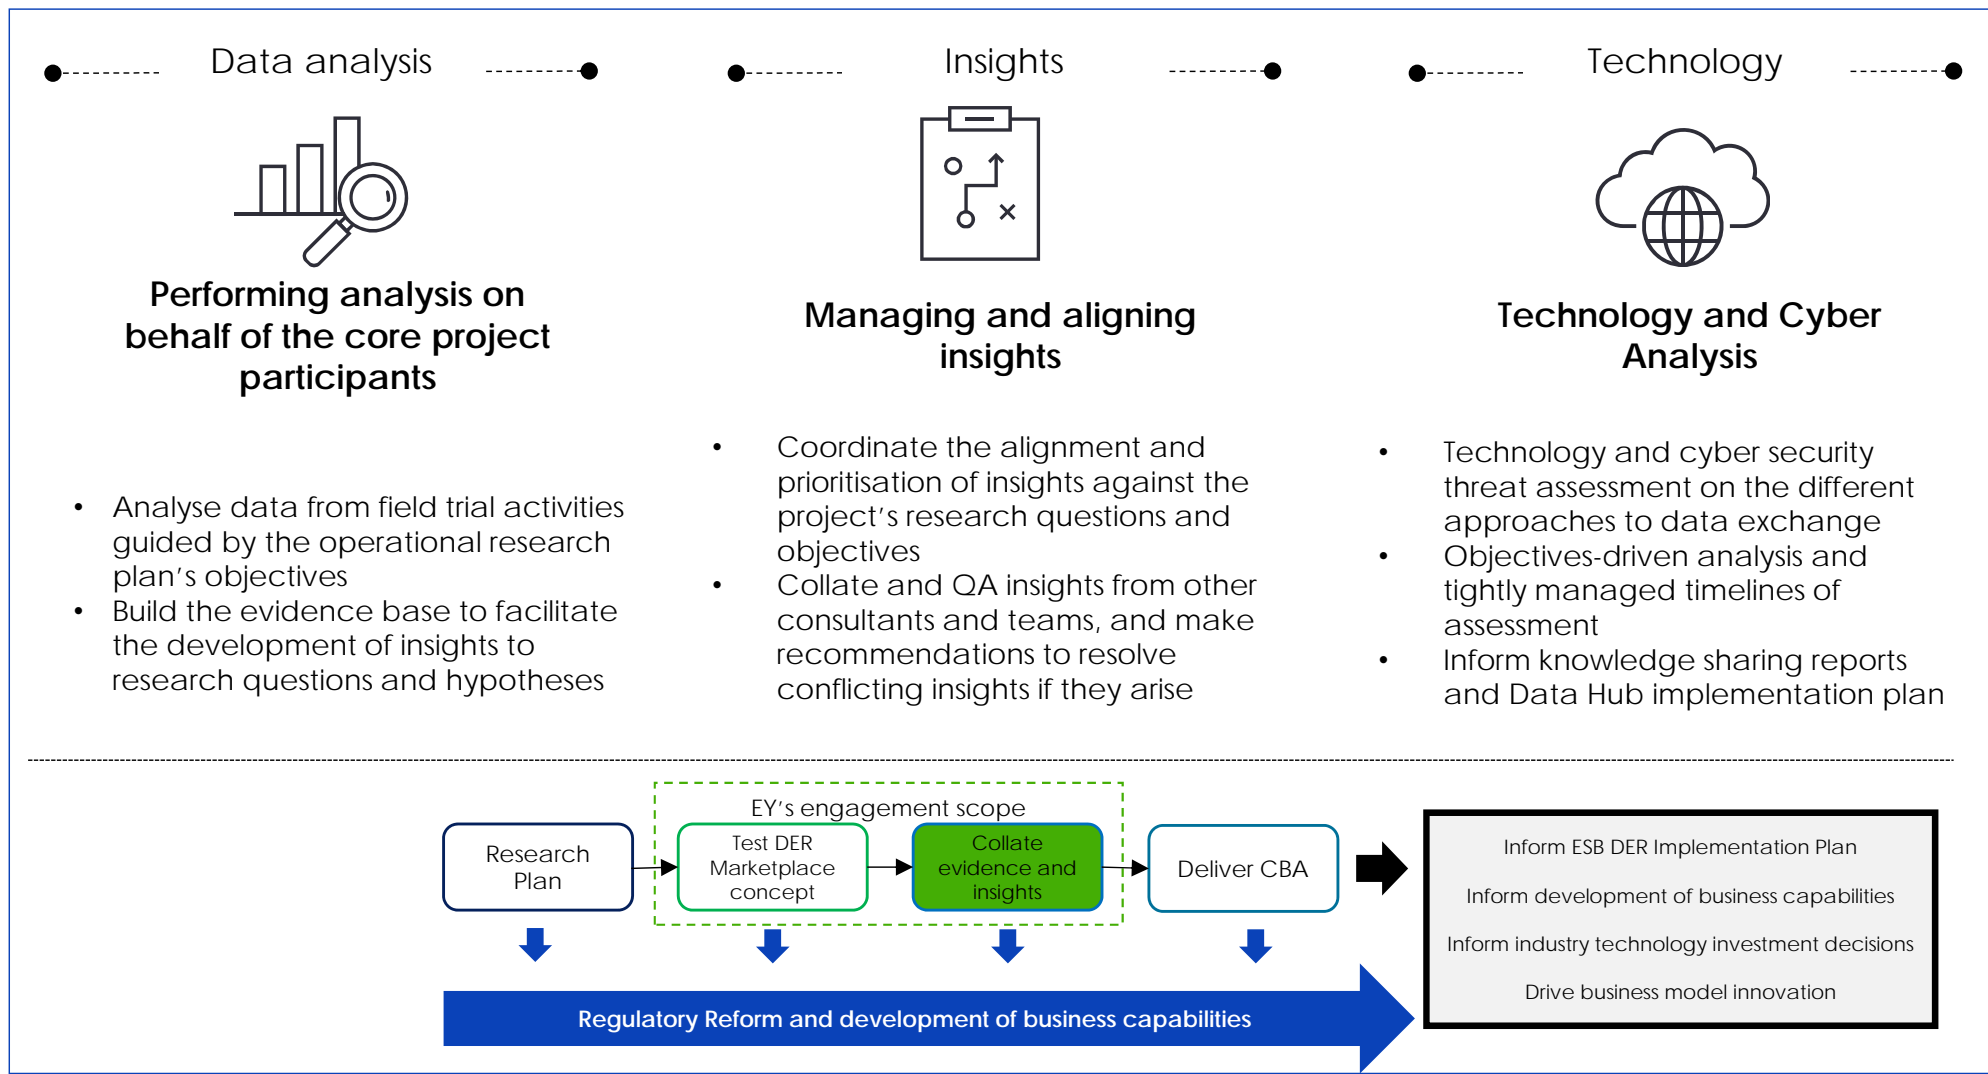 Data analysis
Performing analysis on
behalf of the core project
participants
• Analyse data from field trial activities
guided by the operational research
plan's objectives
• Build the evidence base to facilitate
the development of insights to
research questions and hypotheses
Insights
Managing and aligning
insights
• Coordinate the alignment and
prioritisation of insights against the
project's research questions and
objectives
• Collate and QA insights from other
consultants and teams, and make
recommendations to resolve
conflicting insights if they arise
Technology
Technology and Cyber
Analysis
• Technology and cyber security
threat assessment on the different
approaches to data exchange
• Objectives-driven analysis and
tightly managed timelines of
assessment
• Inform knowledge sharing reports
and Data Hub implementation plan
EY's engagement scope
Research
Plan
Test DER
Marketplace
concept
Collate
evidence and
insights
Deliver CBA
Inform ESB DER Implementation Plan
Inform development of business capabilities
Inform industry technology investment decisions
Drive business model innovation
Regulatory Reform and development of business capabilities